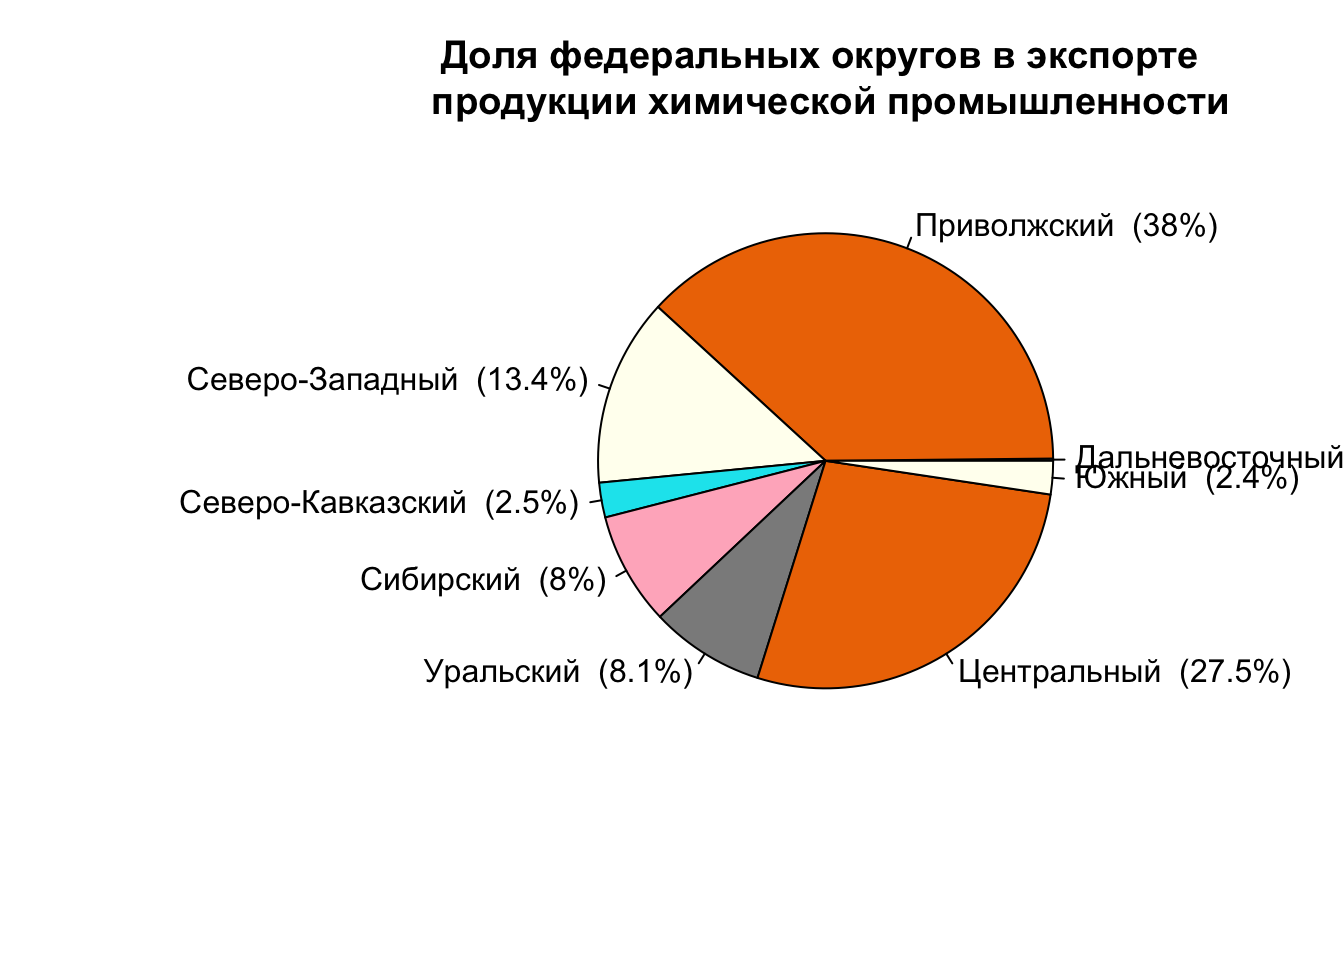 Доля федеральных округов в экспорте
продукции химической промышленности
Приволжский (38%)
Северо-Западный (13.4%)
Дальневосточный
Южный (2.4%)
Северо-Кавказский (2.5%)
Сибирский (8%)
Уральский (8.1%)
Центральный (27.5%)